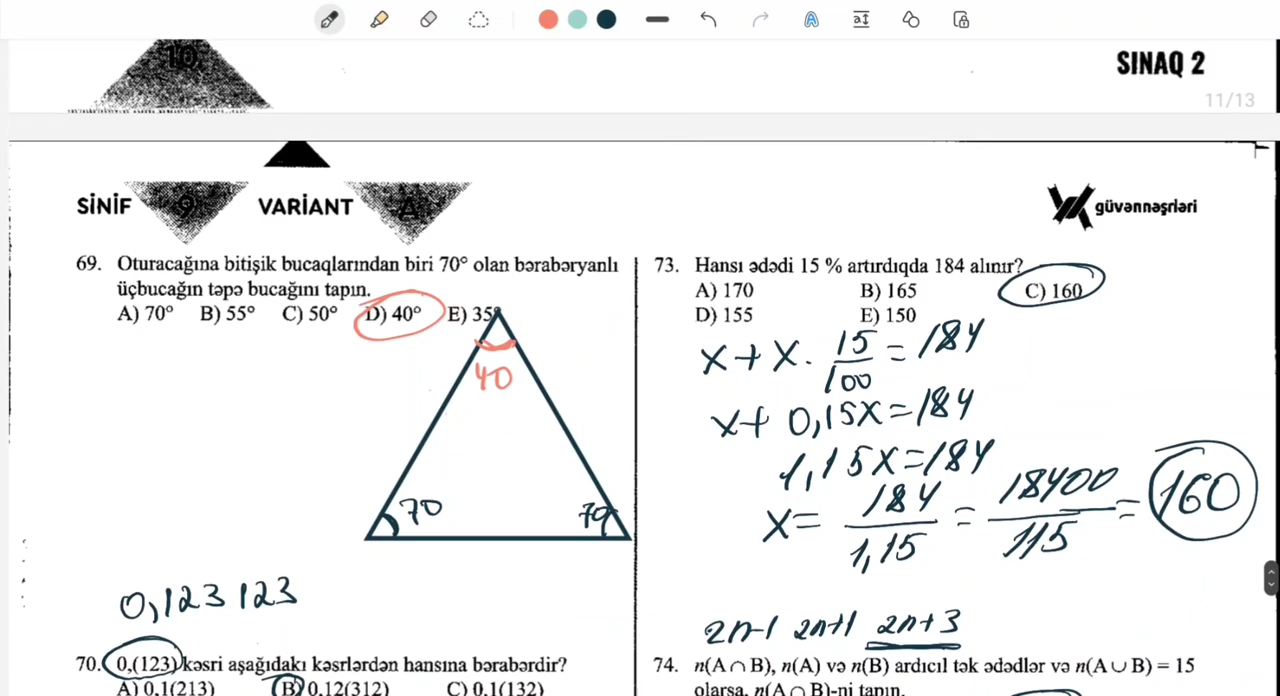 10
SINAQ 2
11/13
SİNİF 9 VARİANT A
güvənnəşrləri
69. Oturacağına bitişik bucaqlarından biri 70° olan bərabəryanlı
üçbucağın təpə bucağını tapın.
A) 70° B) 55° C) 50° D) 40° E) 35°
40
70
70
0,123 123
70. 0,(123) kəsri aşağıdakı kəsrlərdən hansına bərabərdir?
A) 0,1(213) B) 0,12(312) C) 0,1(132)
73. Hansı ədədi 15 % artırdıqda 184 alınır?
A) 170 B) 165 C) 160
D) 155 E) 150
x + x · 15/100 = 184
x + 0,15x = 184
1,15x = 184
x = 184/1,15 = 18400/115 = 160
2n-1 2n+1 2n+3
74. n(A ∩ B), n(A) və n(B) ardıcıl tək ədədlər və n(A ∪ B) = 15
olarsa, n(A ∩ B)-ni tapın.